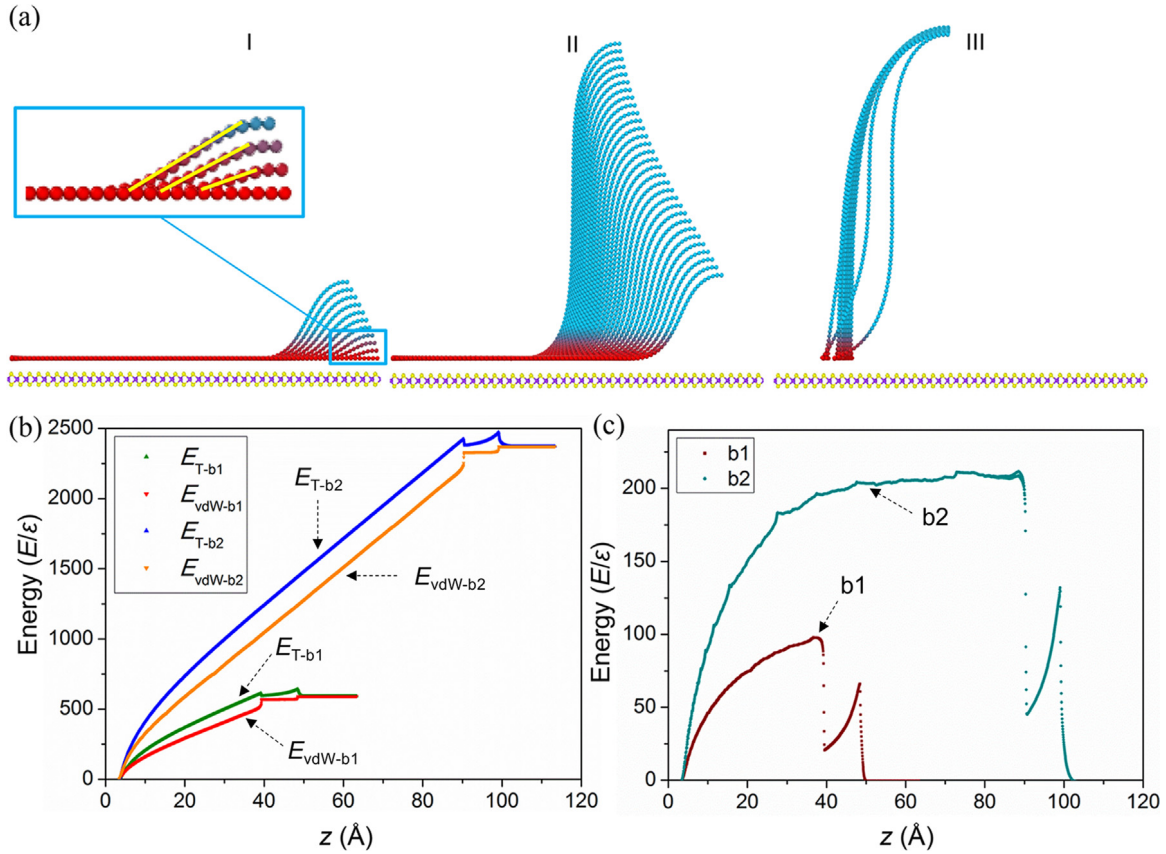 (a)
I
II
III
(b)
2500
2000
1500
1000
500
0
Energy (E/ε)
E_T-b1
E_vdW-b1
E_T-b2
E_vdW-b2
E_T-b2
E_vdW-b2
E_T-b1
E_vdW-b1
0 20 40 60 80 100 120
z (Å)
(c)
200
150
100
50
0
Energy (E/ε)
b1
b2
b2
b1
0 20 40 60 80 100 120
z (Å)